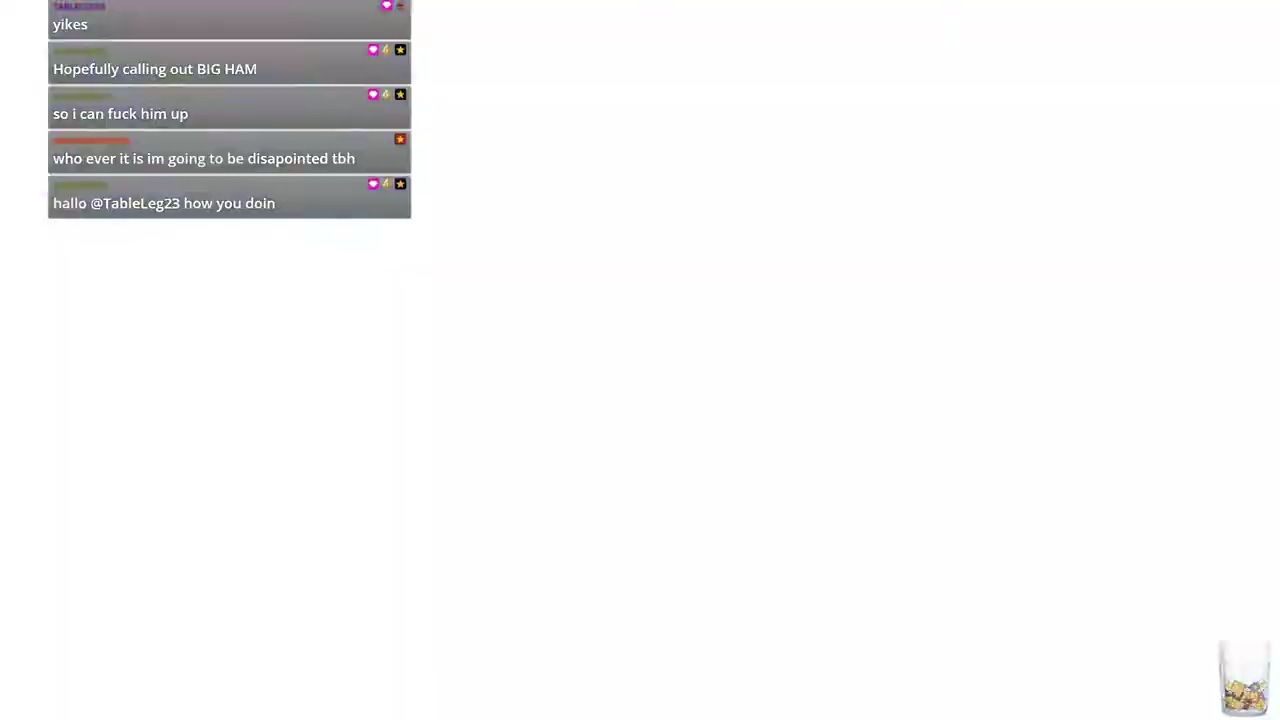 yikes
Hopefully calling out BIG HAM
so i can fuck him up
who ever it is im going to be disapointed tbh
hallo @TableLeg23 how you doin